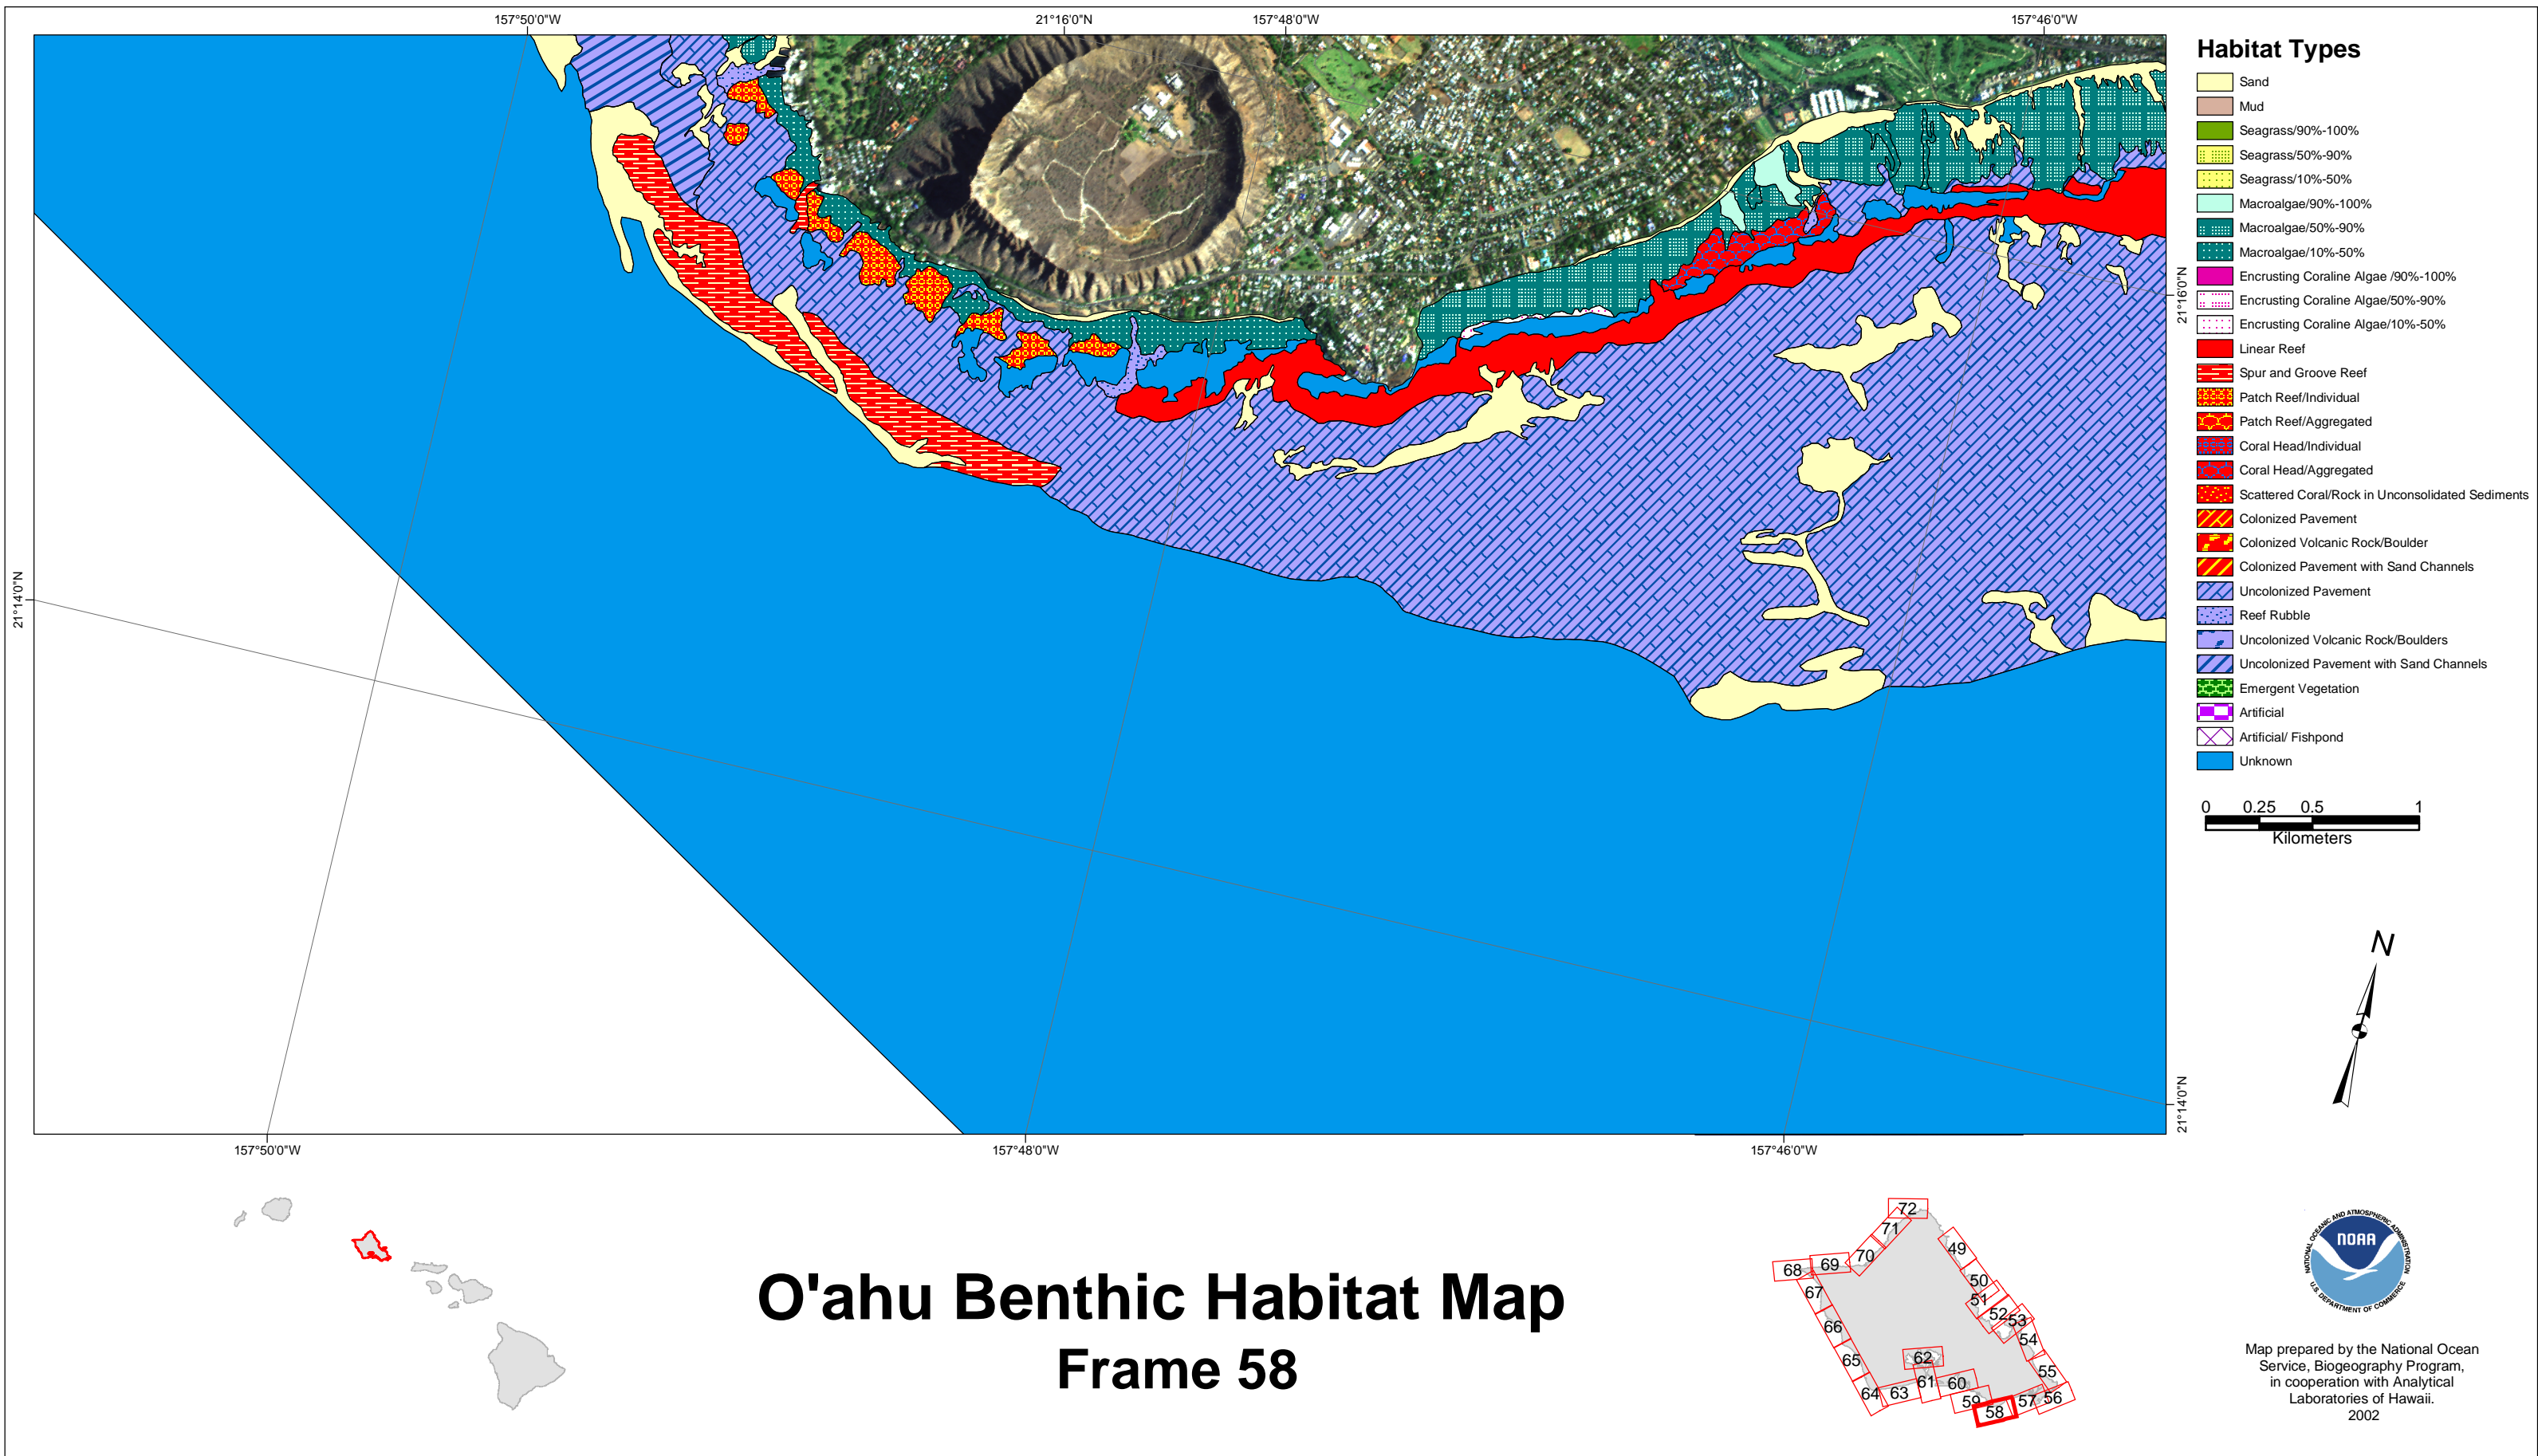 157°50'0"W
21°16'0"N
157°48'0"W
157°46'0"W
21°14'0"N
21°16'0"N
21°14'0"N
157°50'0"W
157°48'0"W
157°46'0"W
Habitat Types
Sand
Mud
Seagrass/90%-100%
Seagrass/50%-90%
Seagrass/10%-50%
Macroalgae/90%-100%
Macroalgae/50%-90%
Macroalgae/10%-50%
Encrusting Coraline Algae /90%-100%
Encrusting Coraline Algae/50%-90%
Encrusting Coraline Algae/10%-50%
Linear Reef
Spur and Groove Reef
Patch Reef/Individual
Patch Reef/Aggregated
Coral Head/Individual
Coral Head/Aggregated
Scattered Coral/Rock in Unconsolidated Sediments
Colonized Pavement
Colonized Volcanic Rock/Boulder
Colonized Pavement with Sand Channels
Uncolonized Pavement
Reef Rubble
Uncolonized Volcanic Rock/Boulders
Uncolonized Pavement with Sand Channels
Emergent Vegetation
Artificial
Artificial/ Fishpond
Unknown
0 0.25 0.5 1
Kilometers
N
O'ahu Benthic Habitat Map
Frame 58
72
71
70
69
68
67
66
65
64
63
62
61
60
59
58
57
56
55
54
53
52
51
50
49
NATIONAL OCEANIC AND ATMOSPHERIC ADMINISTRATION
NOAA
U.S. DEPARTMENT OF COMMERCE
Map prepared by the National Ocean
Service, Biogeography Program,
in cooperation with Analytical
Laboratories of Hawaii.
2002